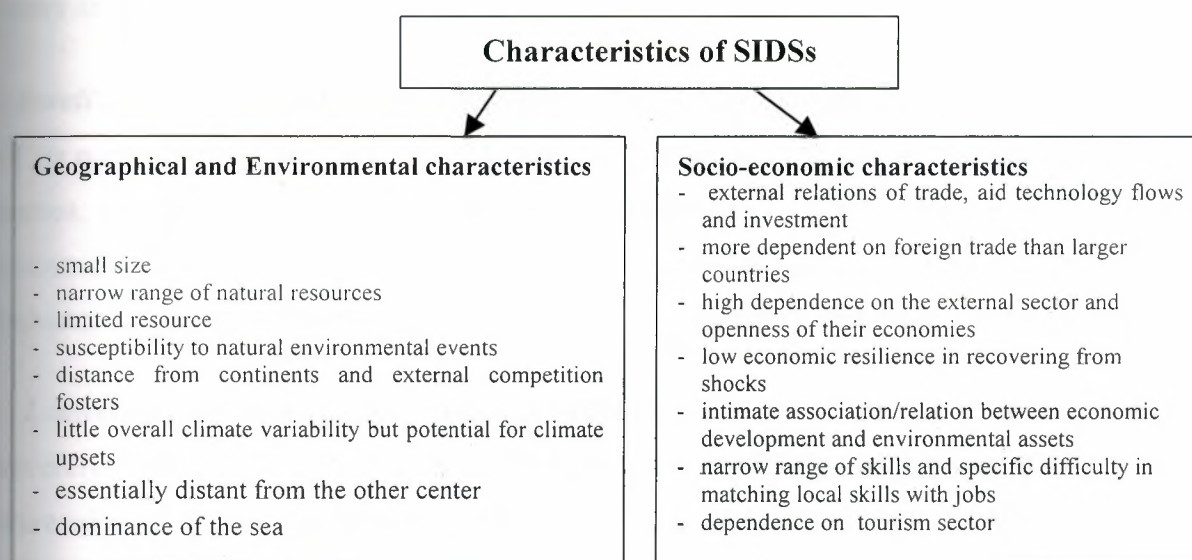 Characteristics of SIDSs
Geographical and Environmental characteristics
- small size
- narrow range of natural resources
- limited resource
- susceptibility to natural environmental events
- distance from continents and external competition
fosters
- little overall climate variability but potential for climate
upsets
- essentially distant from the other center
- dominance of the sea
Socio-economic characteristics
- external relations of trade, aid technology flows
and investment
- more dependent on foreign trade than larger
countries
- high dependence on the external sector and
openness of their economies
- low economic resilience in recovering from
shocks
- intimate association/relation between economic
development and environmental assets
- narrow range of skills and specific difficulty in
matching local skills with jobs
- dependence on tourism sector